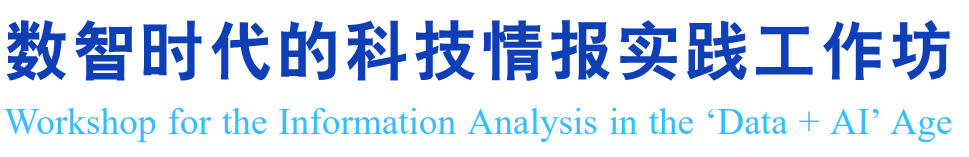 数智时代的科技情报实践工作坊
Workshop for the Information Analysis in the ‘Data + AI’ Age